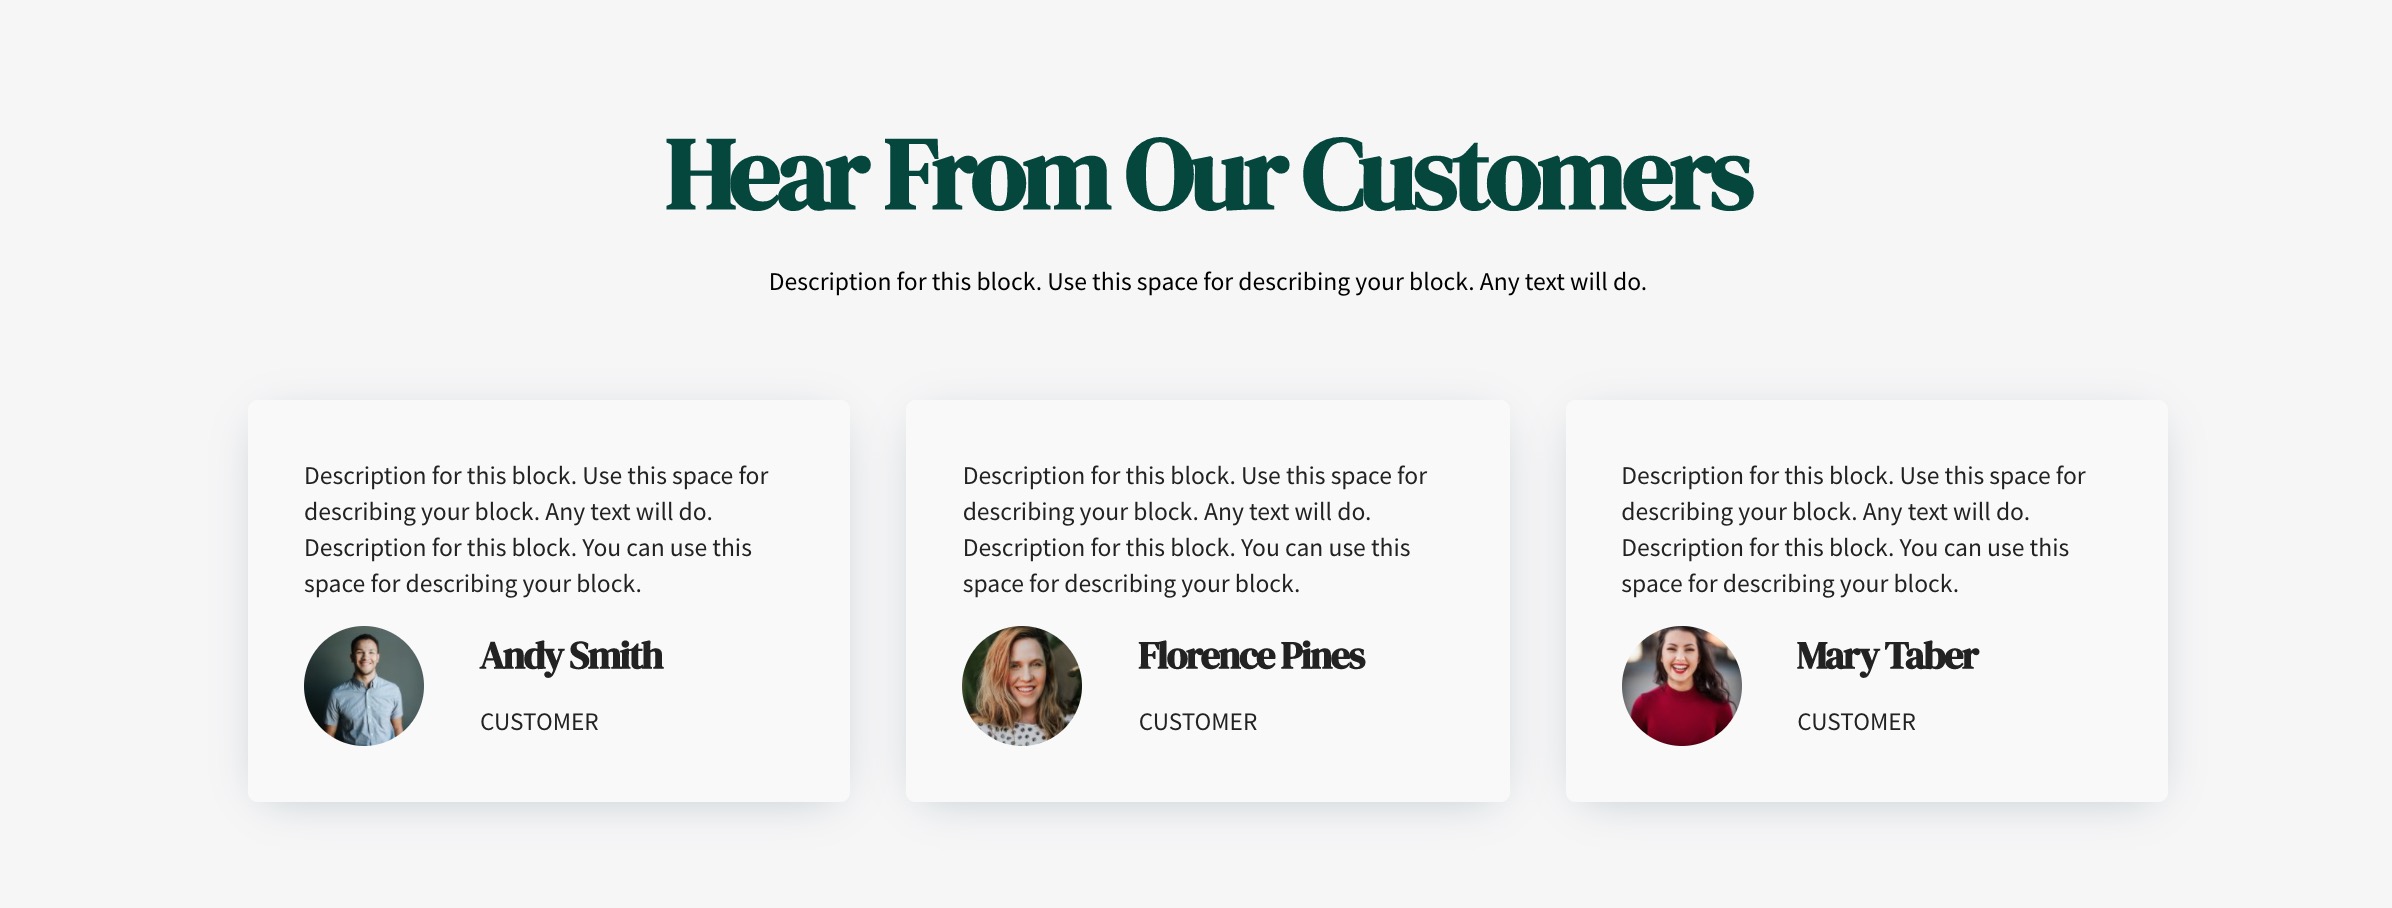 Hear From Our Customers
Description for this block. Use this space for describing your block. Any text will do.
Description for this block. Use this space for
describing your block. Any text will do.
Description for this block. You can use this
space for describing your block.
Andy Smith
CUSTOMER
Description for this block. Use this space for
describing your block. Any text will do.
Description for this block. You can use this
space for describing your block.
Florence Pines
CUSTOMER
Description for this block. Use this space for
describing your block. Any text will do.
Description for this block. You can use this
space for describing your block.
Mary Taber
CUSTOMER